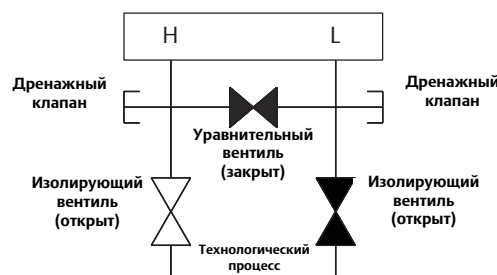 H L
Дренажный
клапан
Дренажный
клапан
Уравнительный
вентиль
(закрыт)
Изолирующий
вентиль
(открыт)
Изолирующий
вентиль
(открыт)
Технологический
процесс